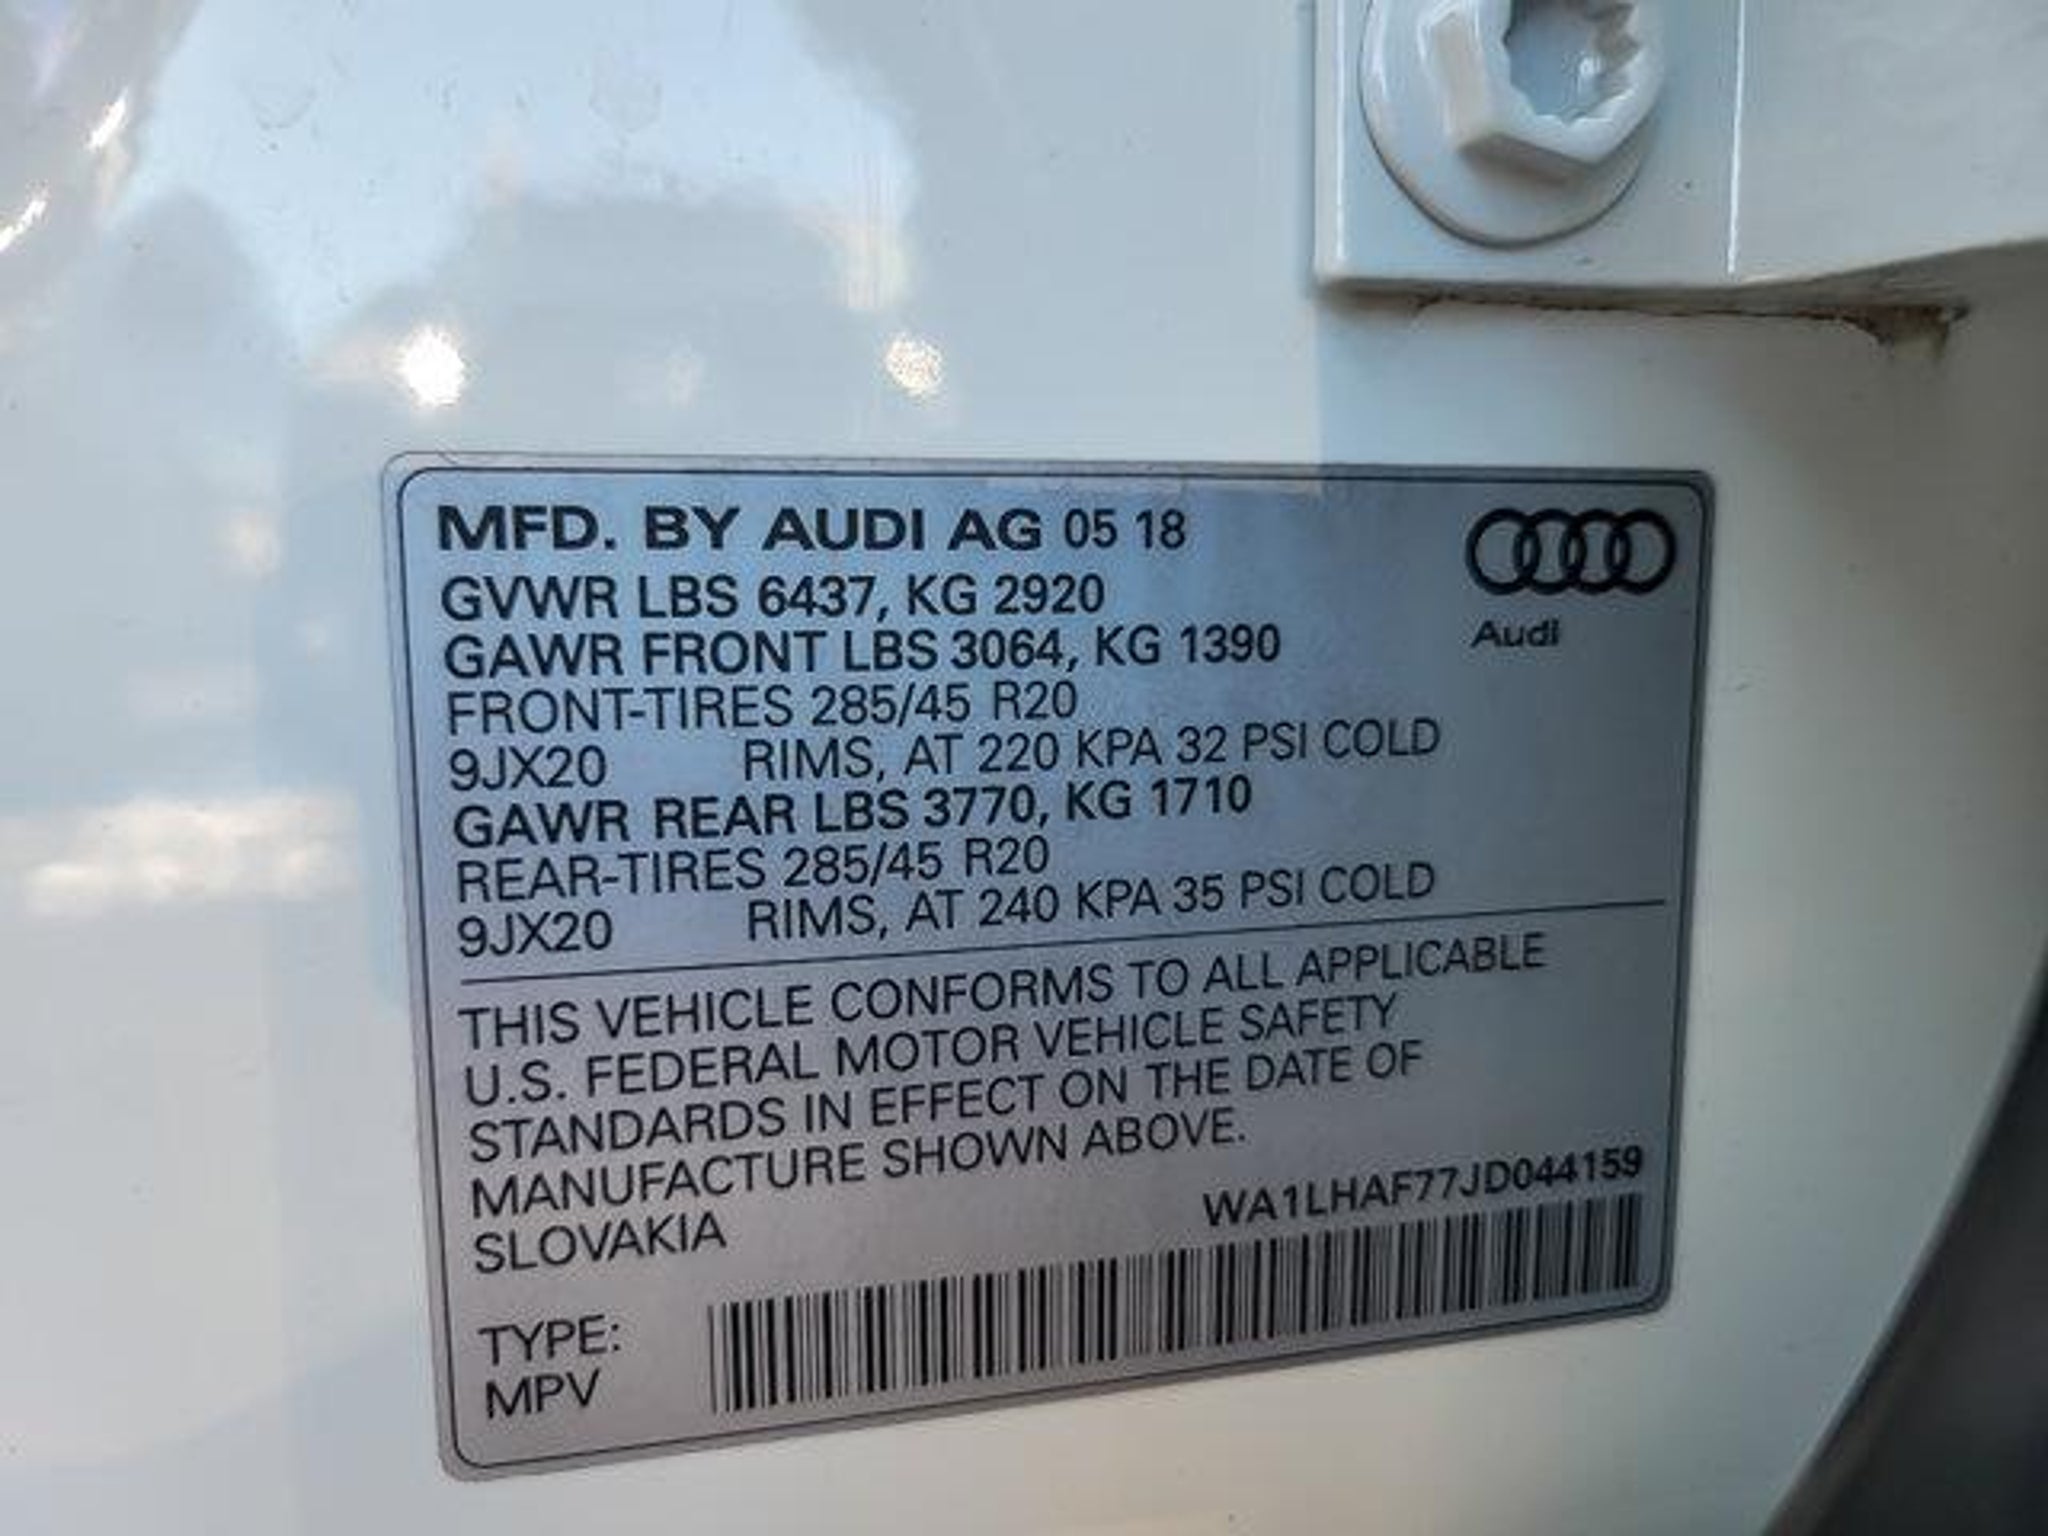 MFD. BY AUDI AG 05 18
GVWR LBS 6437, KG 2920
GAWR FRONT LBS 3064, KG 1390
Audi
FRONT-TIRES 285/45 R20
9JX20 RIMS, AT 220 KPA 32 PSI COLD
GAWR REAR LBS 3770, KG 1710
REAR-TIRES 285/45 R20
9JX20 RIMS, AT 240 KPA 35 PSI COLD
THIS VEHICLE CONFORMS TO ALL APPLICABLE
U.S. FEDERAL MOTOR VEHICLE SAFETY
STANDARDS IN EFFECT ON THE DATE OF
MANUFACTURE SHOWN ABOVE.
SLOVAKIA WA1LHAF77JD044159
TYPE:
MPV